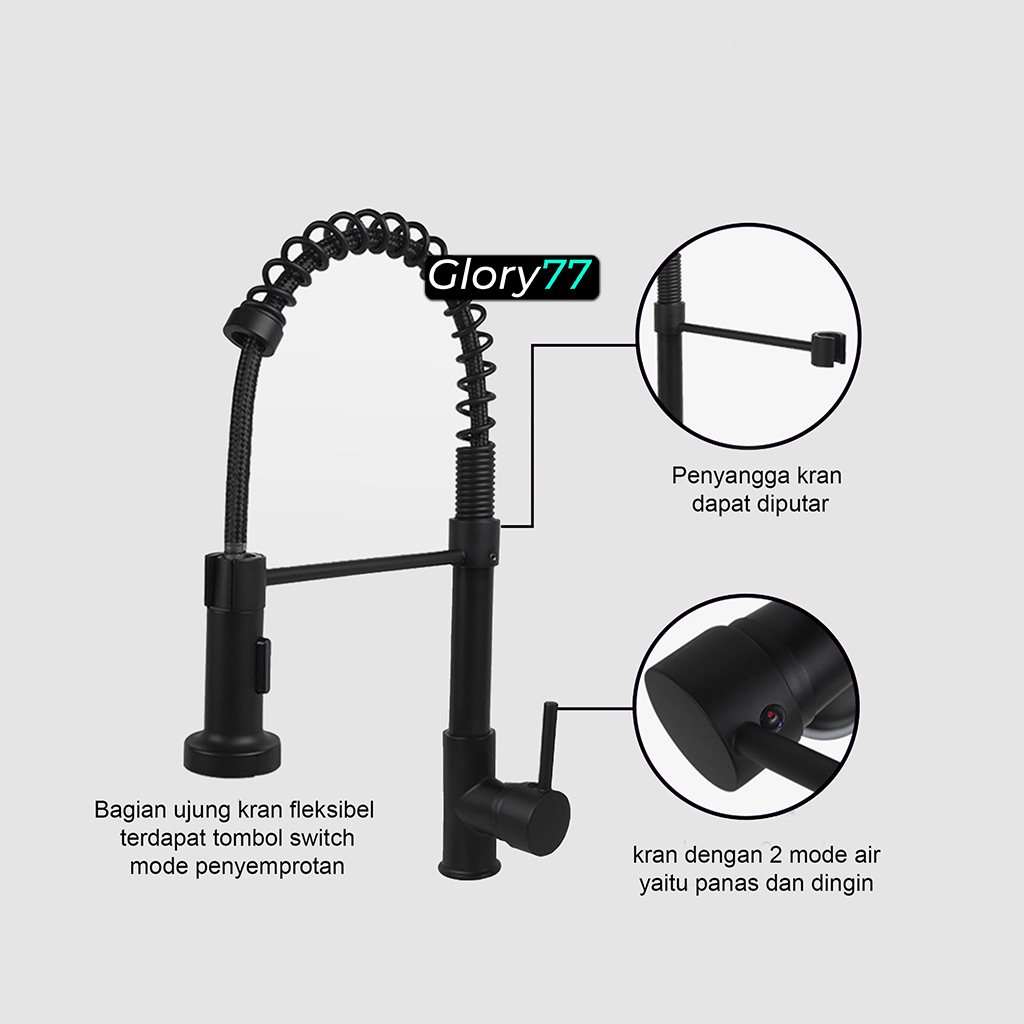 Glory77
Penyangga kran
dapat diputar
Bagian ujung kran fleksibel
terdapat tombol switch
mode penyemprotan
kran dengan 2 mode air
yaitu panas dan dingin